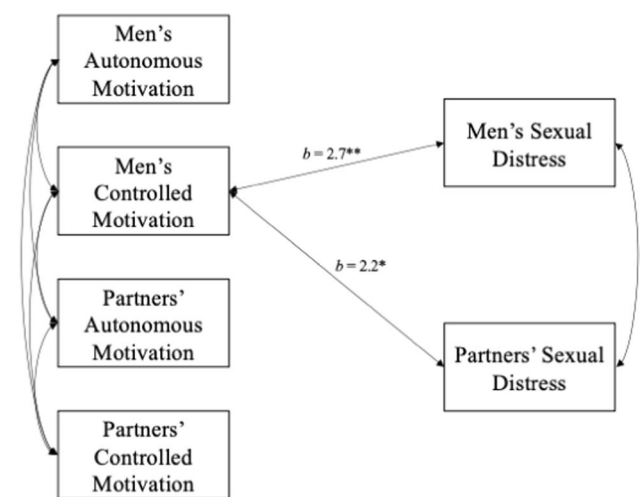 Men's
Autonomous
Motivation
Men's
Controlled
Motivation
Partners'
Autonomous
Motivation
Partners'
Controlled
Motivation
b = 2.7**
b = 2.2*
Men's Sexual
Distress
Partners' Sexual
Distress